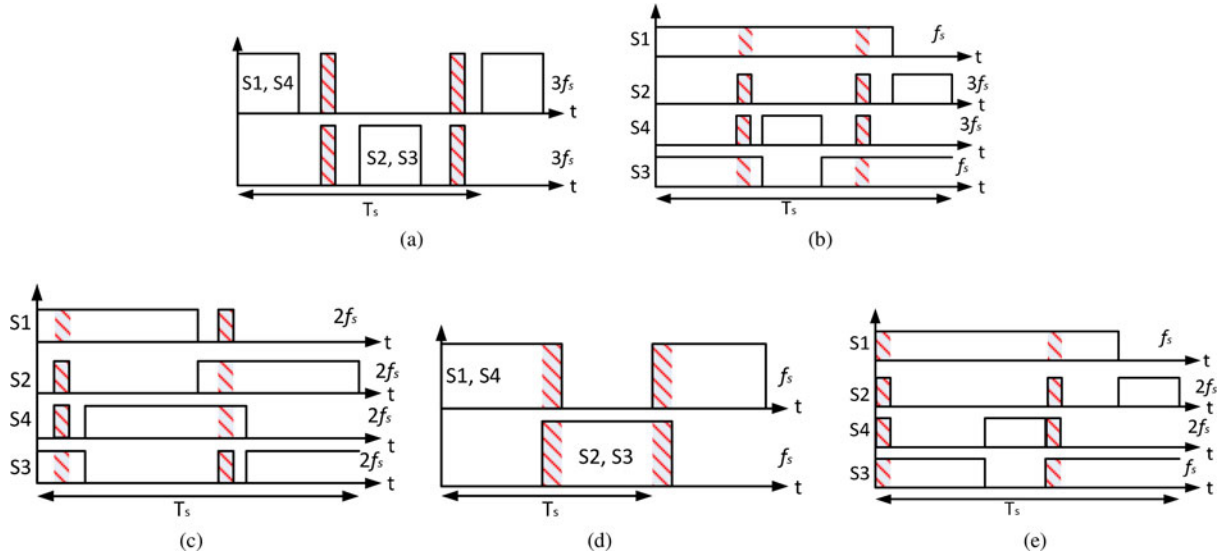 S1, S4
3fₛ
t
S2, S3
3fₛ
t
Tₛ
(a)
S1
fₛ
t
S2
3fₛ
t
S4
3fₛ
t
S3
fₛ
t
Tₛ
(b)
S1
2fₛ
t
S2
2fₛ
t
S4
2fₛ
t
S3
2fₛ
t
Tₛ
(c)
S1, S4
fₛ
t
S2, S3
fₛ
t
Tₛ
(d)
S1
fₛ
t
S2
2fₛ
t
S4
2fₛ
t
S3
fₛ
t
Tₛ
(e)